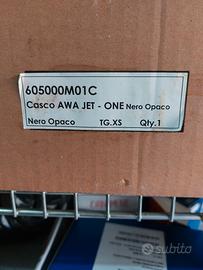 605000M01C
Casco AWA JET - ONE Nero Opaco
Nero Opaco TG.XS Qty.1
subito